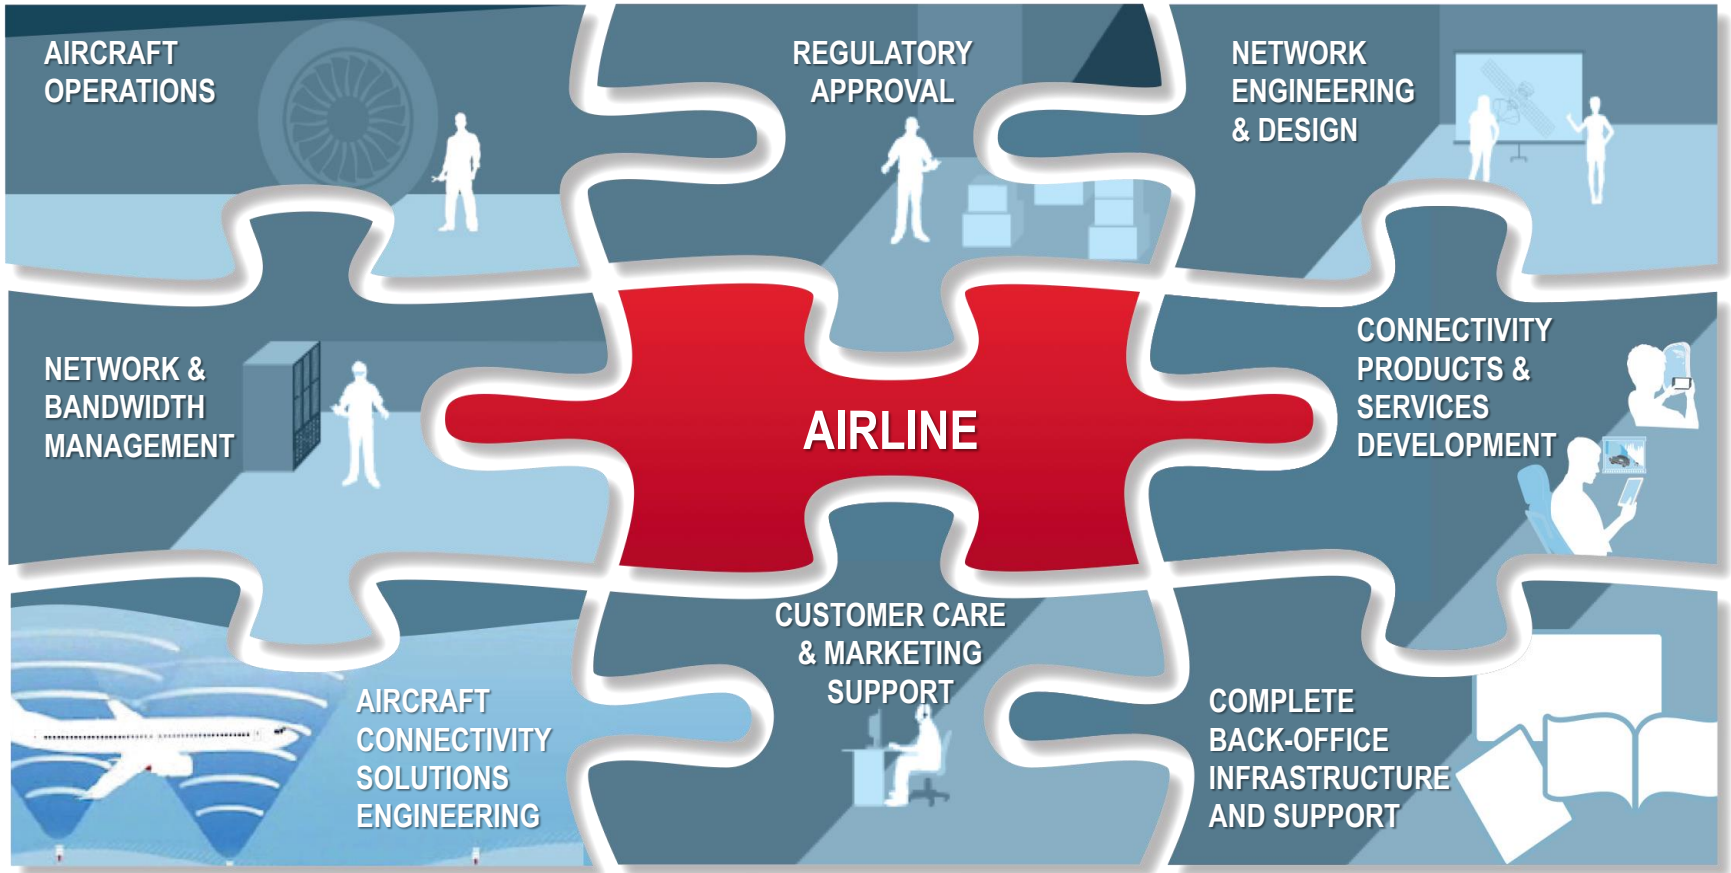 AIRCRAFT
OPERATIONS
REGULATORY
APPROVAL
NETWORK
ENGINEERING
& DESIGN
NETWORK &
BANDWIDTH
MANAGEMENT
AIRLINE
CONNECTIVITY
PRODUCTS &
SERVICES
DEVELOPMENT
AIRCRAFT
CONNECTIVITY
SOLUTIONS
ENGINEERING
CUSTOMER CARE
& MARKETING
SUPPORT
COMPLETE
BACK-OFFICE
INFRASTRUCTURE
AND SUPPORT